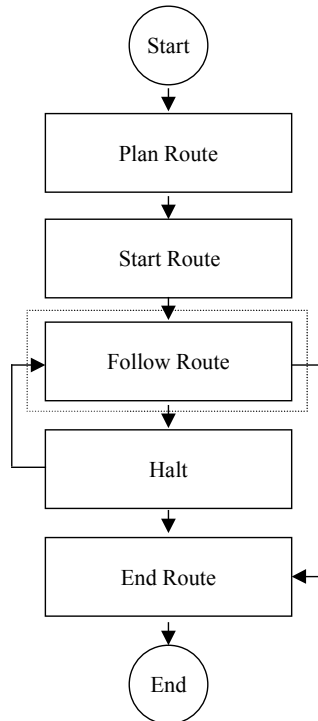 Start
Plan Route
Start Route
Follow Route
Halt
End Route
End